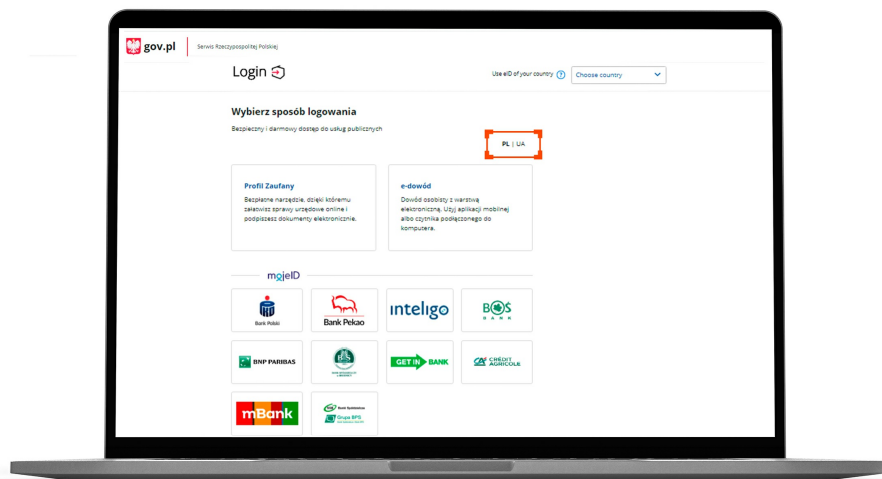 gov.pl
Serwis Rzeczypospolitej Polskiej
Login
Use eID of your country ?
Choose country
Wybierz sposób logowania
Bezpieczny i darmowy dostęp do usług publicznych
PL | UA
Profil Zaufany
Bezpłatne narzędzie, dzięki któremu
załatwisz sprawy urzędowe online i
podpiszesz dokumenty elektronicznie.
e-dowód
Dowód osobisty z warstwą
elektroniczną. Użyj aplikacji mobilnej
albo czytnika podłączonego do
komputera.
mojeID
Bank Polski
Bank Pekao
inteligo
BOŚ
BANK
BNP PARIBAS
BS
GET IN BANK
CRÉDIT
AGRICOLE
mBank
Bank Spółdzielczy
Grupa BPS